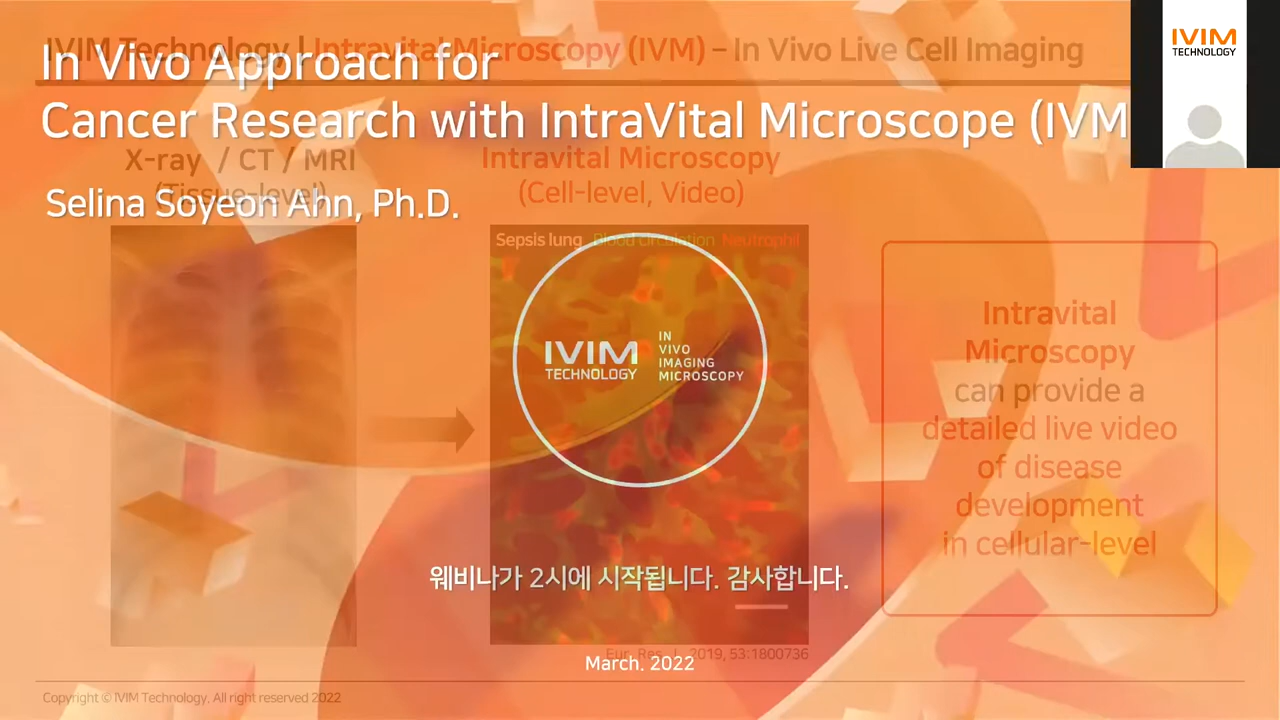 IVIM Technology | Intravital Microscopy (IVM) – In Vivo Live Cell Imaging
In Vivo Approach for
Cancer Research with IntraVital Microscope (IVM
Selina Soyeon Ahn, Ph.D.
IVIM
TECHNOLOGY
X-ray / CT / MRI
(Tissue-level)
Intravital Microscopy
(Cell-level, Video)
Sepsis lung Blood circulation Neutrophil
IVIM
TECHNOLOGY
IN
VIVO
IMAGING
MICROSCOPY
Intravital
Microscopy
can provide a
detailed live video
of disease
development
in cellular-level
웨비나가 2시에 시작됩니다. 감사합니다.
Eur. Res. J. 2019, 53:1800736
March. 2022
Copyright © IVIM Technology. All right reserved 2022